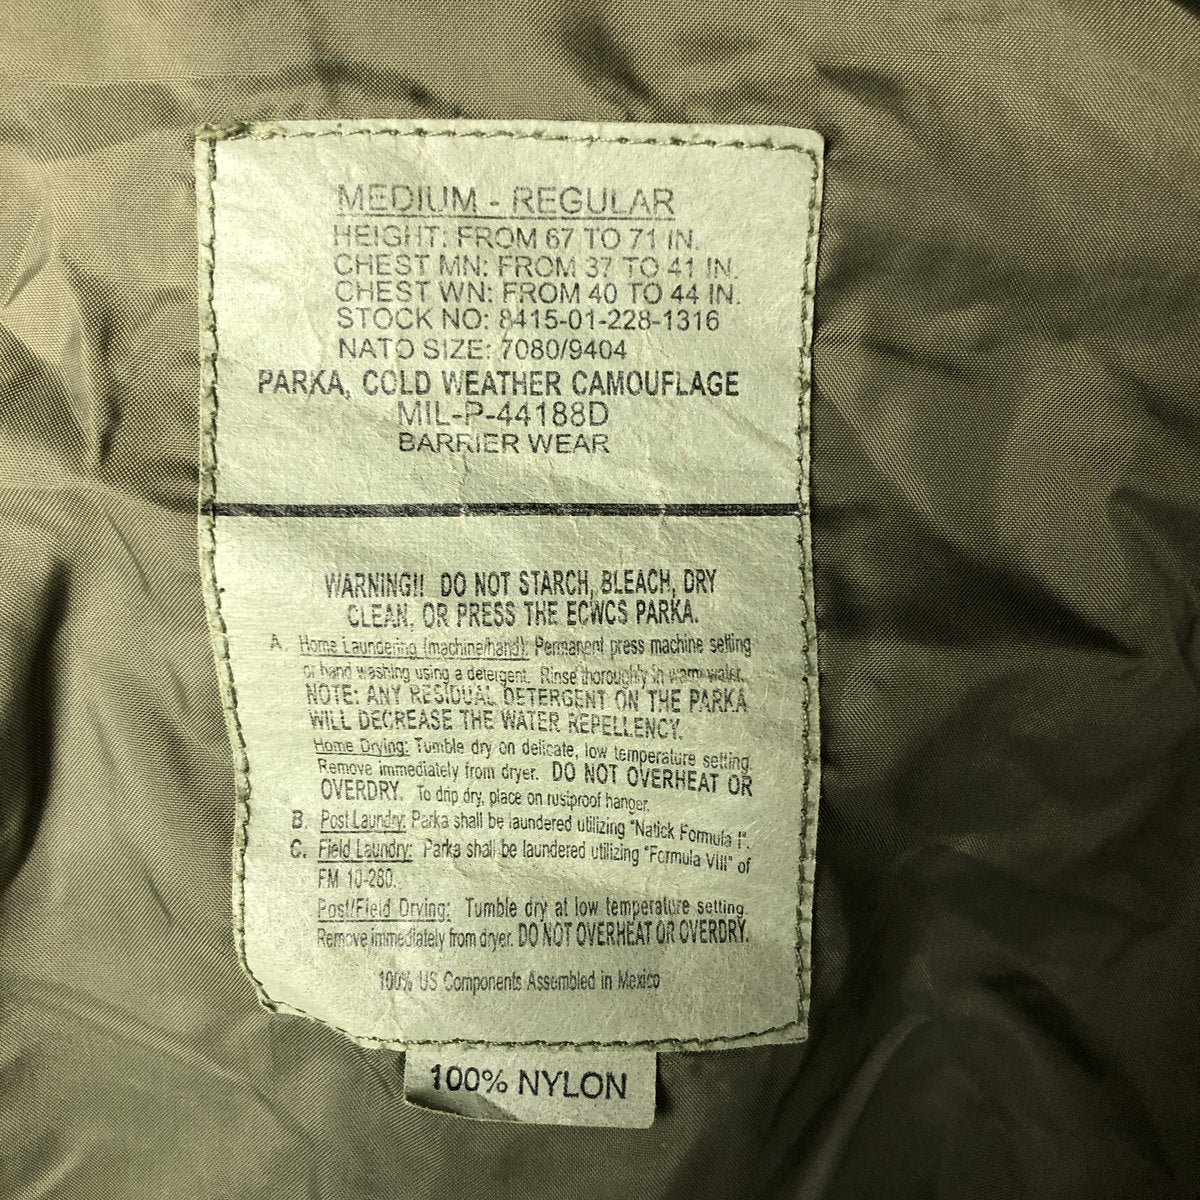 MEDIUM - REGULAR
HEIGHT: FROM 67 TO 71 IN.
CHEST MN: FROM 37 TO 41 IN.
CHEST WN: FROM 40 TO 44 IN.
STOCK NO: 8415-01-228-1316
NATO SIZE: 7080/9404
PARKA, COLD WEATHER CAMOUFLAGE
MIL-P-44188D
BARRIER WEAR
WARNING!! DO NOT STARCH, BLEACH, DRY
CLEAN, OR PRESS THE ECWCS PARKA.
A. Home Laundering (machine/hand): Permanent press machine setting
or hand washing using a detergent. Rinse thoroughly in warm water.
NOTE: ANY RESIDUAL DETERGENT ON THE PARKA
WILL DECREASE THE WATER REPELLENCY.
Home Drying: Tumble dry on delicate, low temperature setting.
Remove immediately from dryer. DO NOT OVERHEAT OR
OVERDRY. To drip dry, place on rustproof hanger.
B. Post Laundry: Parka shall be laundered utilizing "Natick Formula I".
C. Field Laundry: Parka shall be laundered utilizing "Formula VIII" of
FM 10-280.
Post/Field Drying: Tumble dry at low temperature setting.
Remove immediately from dryer. DO NOT OVERHEAT OR OVERDRY.
100% US Components Assembled in Mexico
100% NYLON